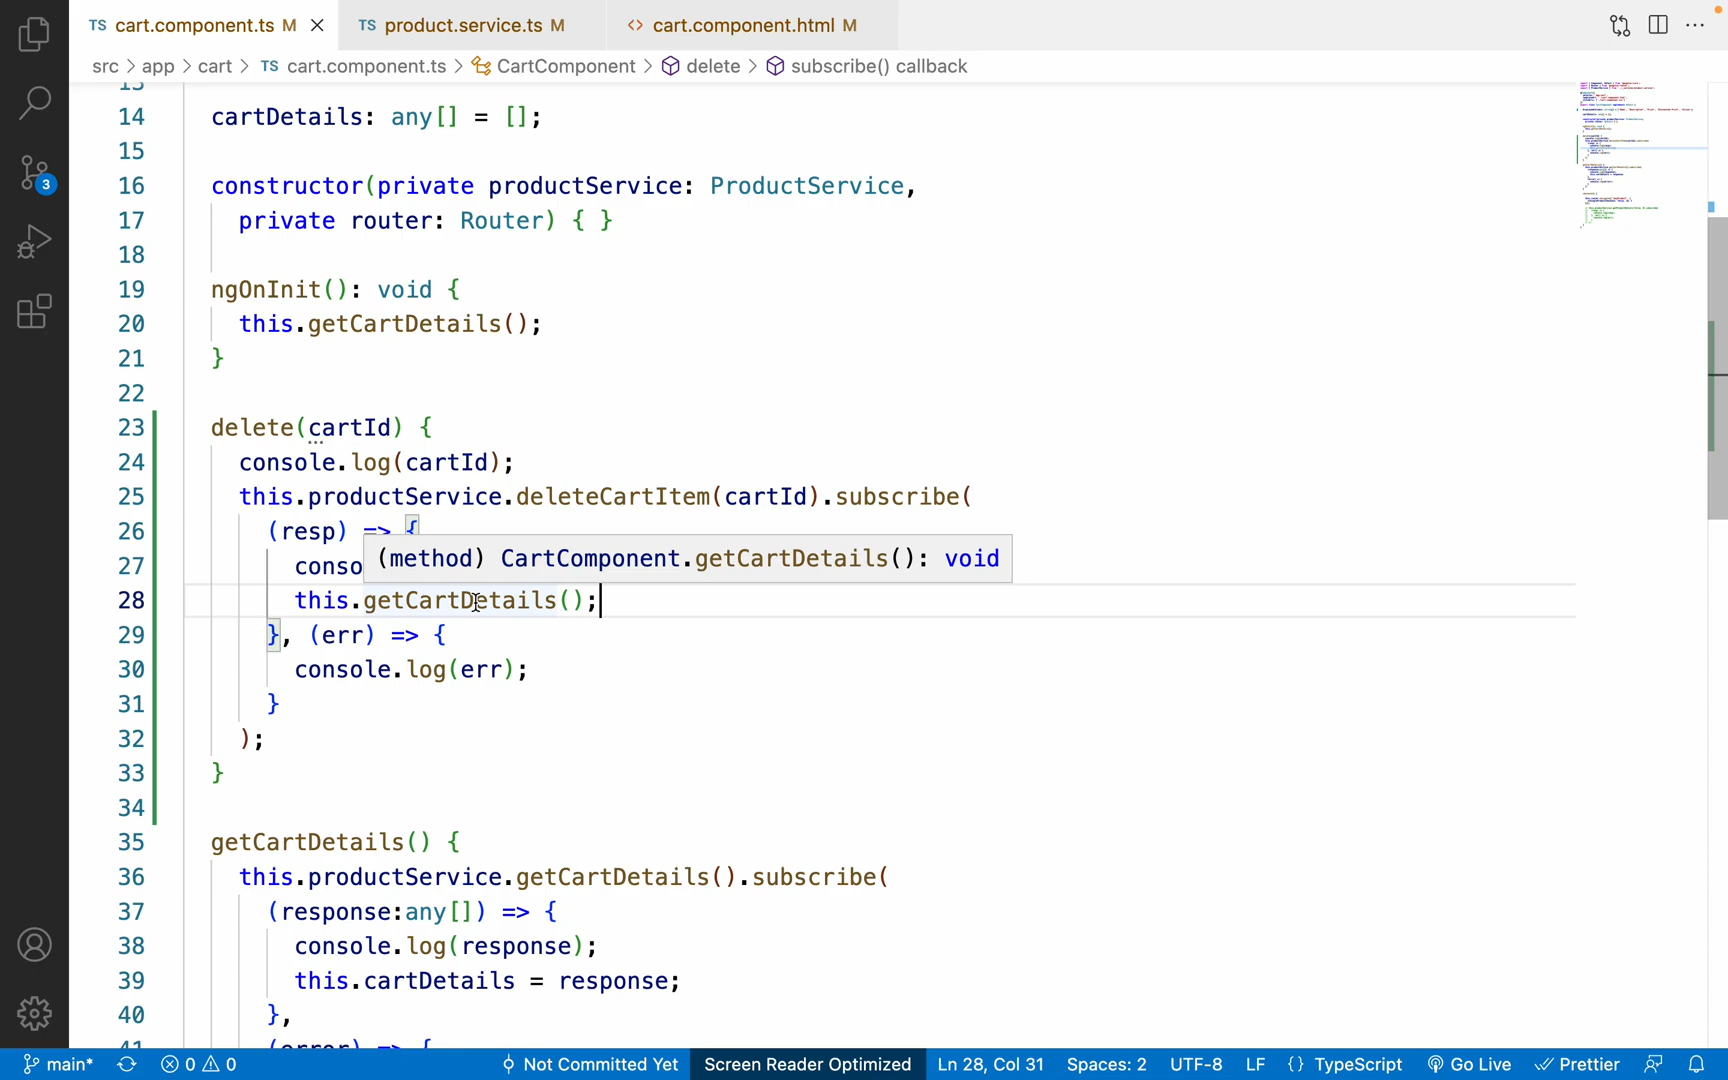 TS cart.component.ts M
TS product.service.ts M
<> cart.component.html M
src > app > cart > TS cart.component.ts > CartComponent > delete > subscribe() callback
13
14 cartDetails: any[] = [];
15
16 constructor(private productService: ProductService,
17 private router: Router) { }
18
19 ngOnInit(): void {
20 this.getCartDetails();
21 }
22
23 delete(cartId) {
24 console.log(cartId);
25 this.productService.deleteCartItem(cartId).subscribe(
26 (resp) => {
(method) CartComponent.getCartDetails(): void
27 conso
28 this.getCartDetails();
29 }, (err) => {
30 console.log(err);
31 }
32 );
33 }
34
35 getCartDetails() {
36 this.productService.getCartDetails().subscribe(
37 (response:any[]) => {
38 console.log(response);
39 this.cartDetails = response;
40 },
41 (error) => {
3
main* 0 0 Not Committed Yet Screen Reader Optimized Ln 28, Col 31 Spaces: 2 UTF-8 LF {} TypeScript Go Live Prettier